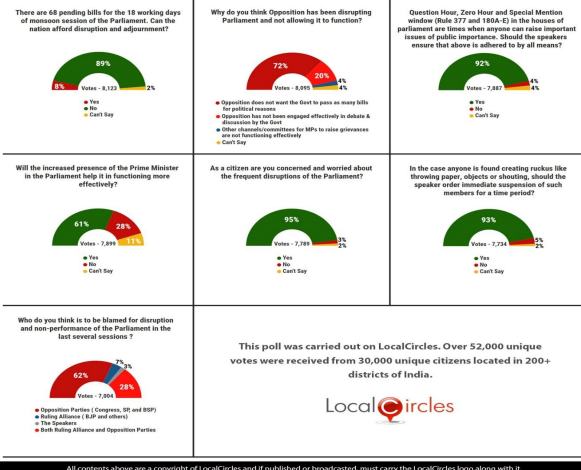 There are 68 pending bills for the 18 working days
of monsoon session of the Parliament. Can the
nation afford disruption and adjournment?
89%
8%
2%
Votes - 8,123
Yes
No
Can't Say
Why do you think Opposition has been disrupting
Parliament and not allowing it to function?
72%
20%
4%
4%
Votes - 8,095
Opposition does not want the Govt to pass as many bills
for political reasons
Opposition has not been engaged effectively in debate &
discussion by the Govt
Other channels/committees for MPs to raise grievances
are not functioning effectively
Can't Say
Question Hour, Zero Hour and Special Mention
window (Rule 377 and 180A-E) in the houses of
parliament are times when anyone can raise important
issues of public importance. Should the speakers
ensure that above is adhered to by all means?
92%
4%
4%
Votes - 7,887
Yes
No
Can't Say
Will the increased presence of the Prime Minister
in the Parliament help it in functioning more
effectively?
61%
28%
11%
Votes - 7,899
Yes
No
Can't Say
As a citizen are you concerned and worried about
the frequent disruptions of the Parliament?
95%
3%
2%
Votes - 7,789
Yes
No
Can't Say
In the case anyone is found creating ruckus like
throwing paper, objects or shouting, should the
speaker order immediate suspension of such
members for a time period?
93%
5%
2%
Votes - 7,734
Yes
No
Can't Say
Who do you think is to be blamed for disruption
and non-performance of the Parliament in the
last several sessions ?
62%
7%
3%
28%
Votes - 7,004
Opposition Parties ( Congress, SP, and BSP)
Ruling Alliance ( BJP and others)
The Speakers
Both Ruling Alliance and Opposition Parties
This poll was carried out on LocalCircles. Over 52,000 unique
votes were received from 30,000 unique citizens located in 200+
districts of India.
LocalCircles
All contents above are a copyright of LocalCircles and if published or broadcasted, must carry the LocalCircles logo along with it.